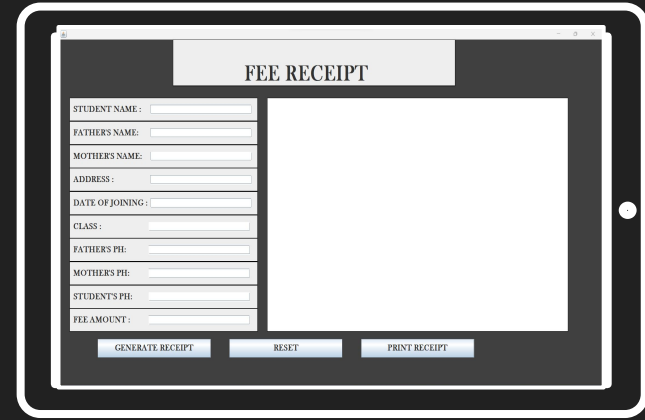 FEE RECEIPT
STUDENT NAME :
FATHER'S NAME:
MOTHER'S NAME:
ADDRESS :
DATE OF JOINING :
CLASS :
FATHER'S PH:
MOTHER'S PH:
STUDENT'S PH:
FEE AMOUNT :
GENERATE RECEIPT
RESET
PRINT RECEIPT